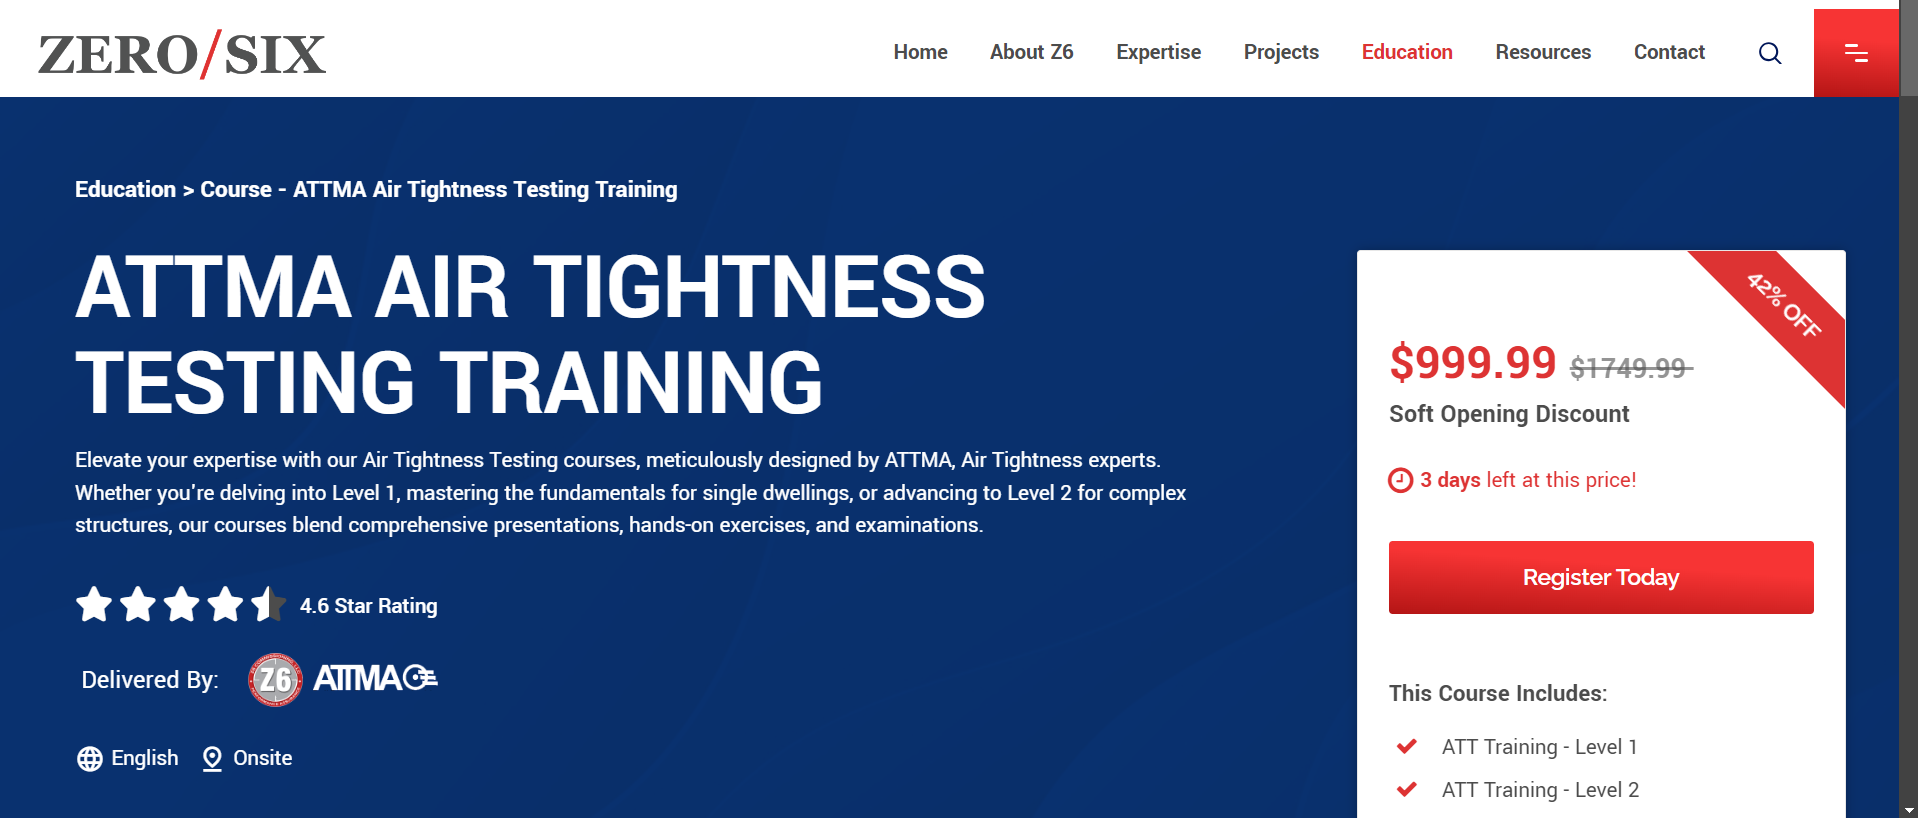 ZERO/SIX
Home About Z6 Expertise Projects Education Resources Contact
Education > Course - ATTMA Air Tightness Testing Training
ATTMA AIR TIGHTNESS
TESTING TRAINING
Elevate your expertise with our Air Tightness Testing courses, meticulously designed by ATTMA, Air Tightness experts.
Whether you're delving into Level 1, mastering the fundamentals for single dwellings, or advancing to Level 2 for complex
structures, our courses blend comprehensive presentations, hands-on exercises, and examinations.
4.6 Star Rating
Delivered By: Z6 ATTMA
English Onsite
42% OFF
$999.99 $1749.99
Soft Opening Discount
3 days left at this price!
Register Today
This Course Includes:
ATT Training - Level 1
ATT Training - Level 2